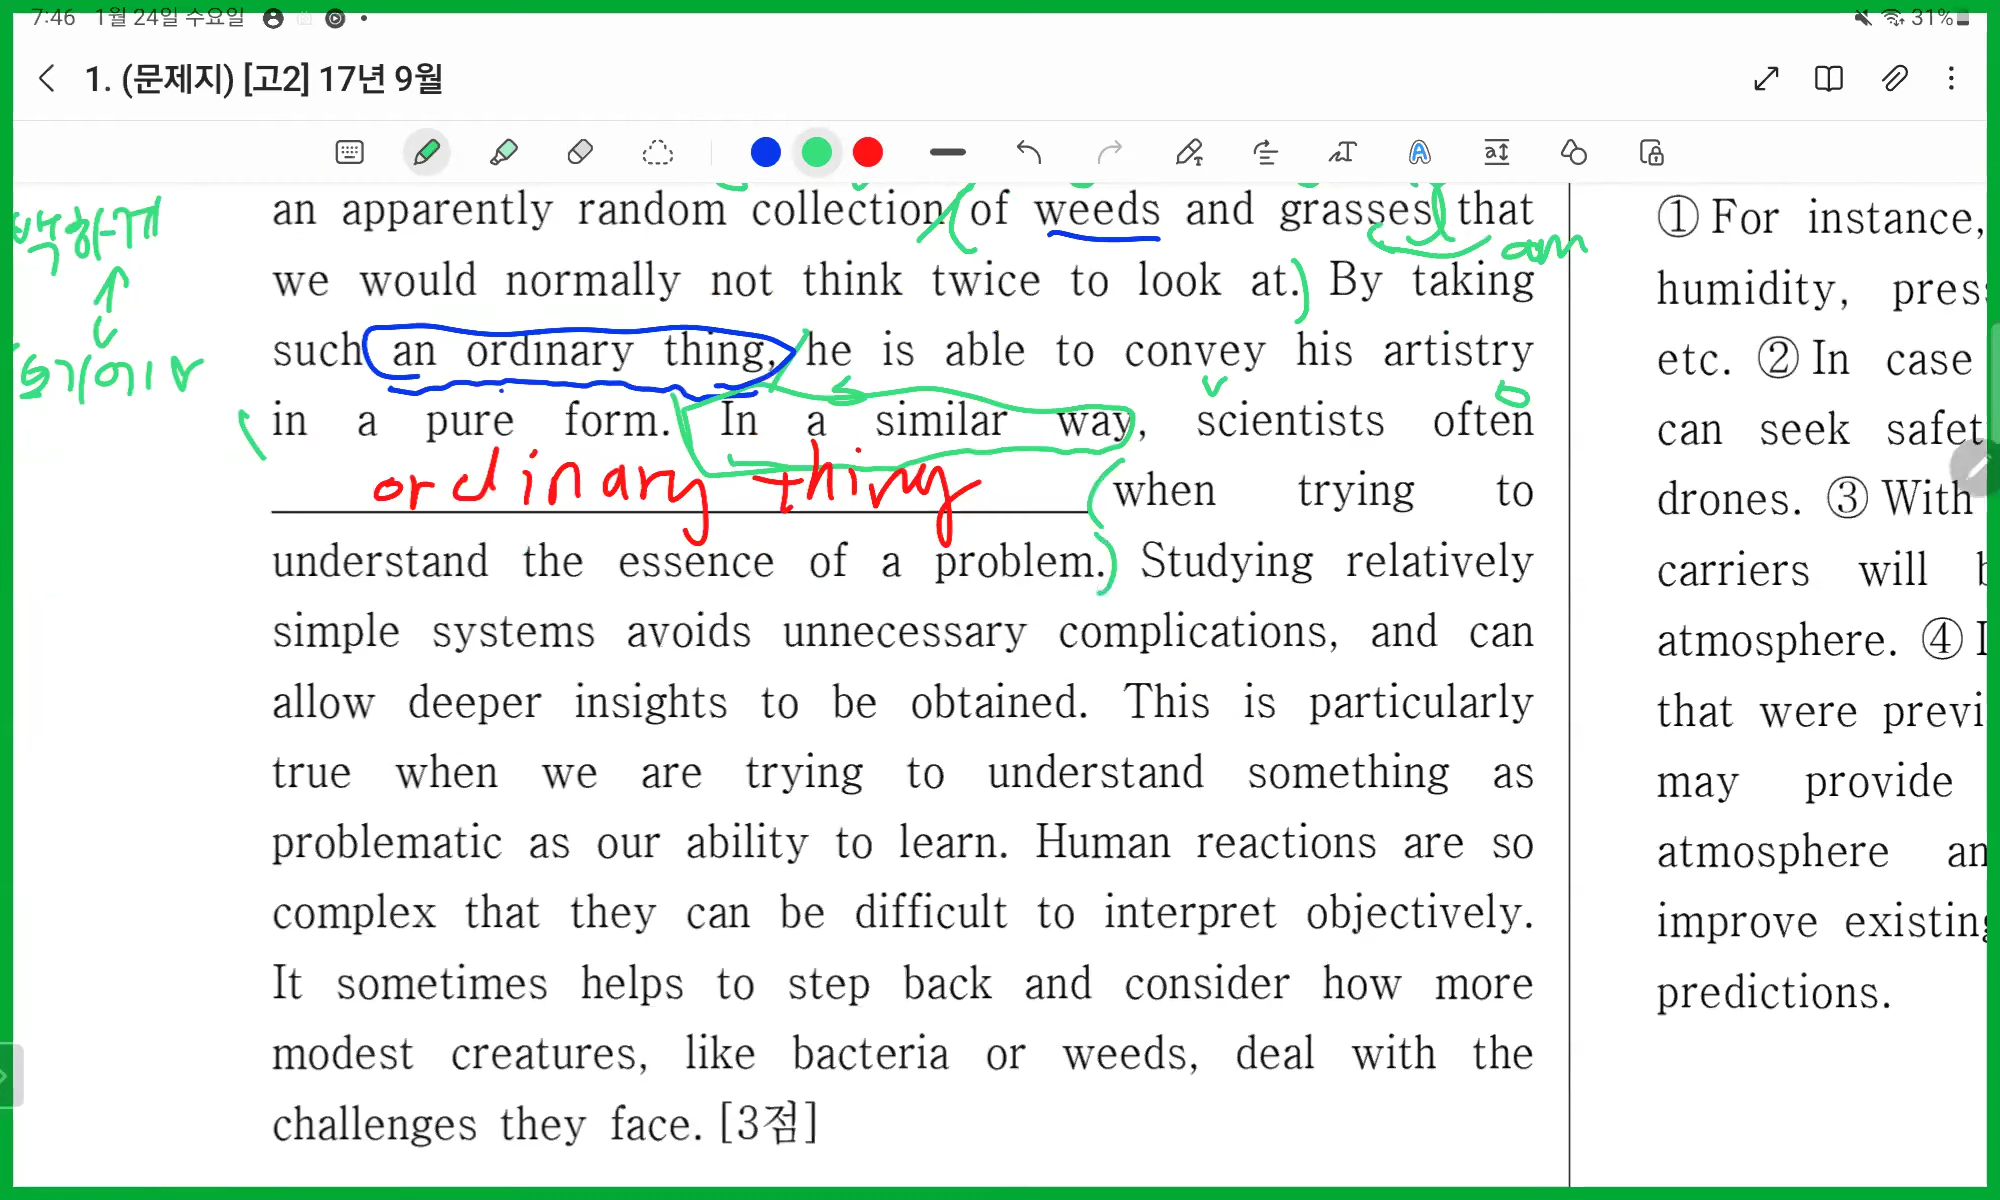 7:46 1월 24일 수요일
31%
1. (문제지) [고2] 17년 9월
an apparently random collection of weeds and grasses that
am
we would normally not think twice to look at. By taking
such an ordinary thing, he is able to convey his artistry
in a pure form. In a similar way, scientists often
ordinary thing when trying to
understand the essence of a problem. Studying relatively
simple systems avoids unnecessary complications, and can
allow deeper insights to be obtained. This is particularly
true when we are trying to understand something as
problematic as our ability to learn. Human reactions are so
complex that they can be difficult to interpret objectively.
It sometimes helps to step back and consider how more
modest creatures, like bacteria or weeds, deal with the
challenges they face. [3점]
① For instance,
humidity, pres
etc. ② In case
can seek safet
drones. ③ With
carriers will b
atmosphere. ④ I
that were previ
may provide
atmosphere an
improve existing
predictions.